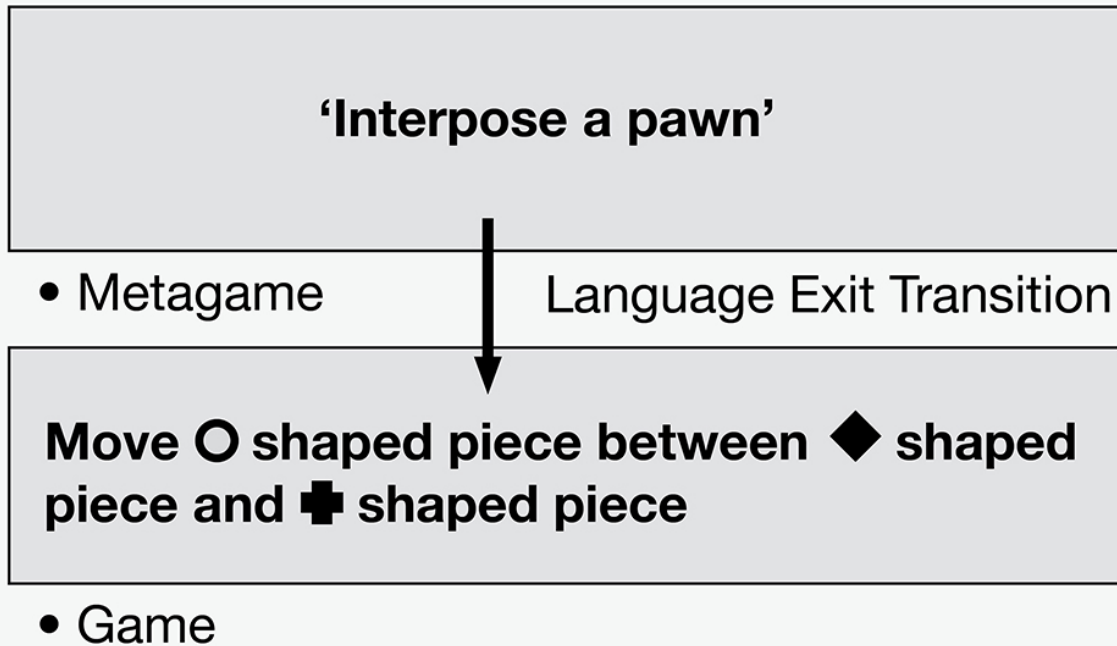 ‘Interpose a pawn’
• Metagame
Language Exit Transition
Move shaped piece between shaped
piece and shaped piece
• Game